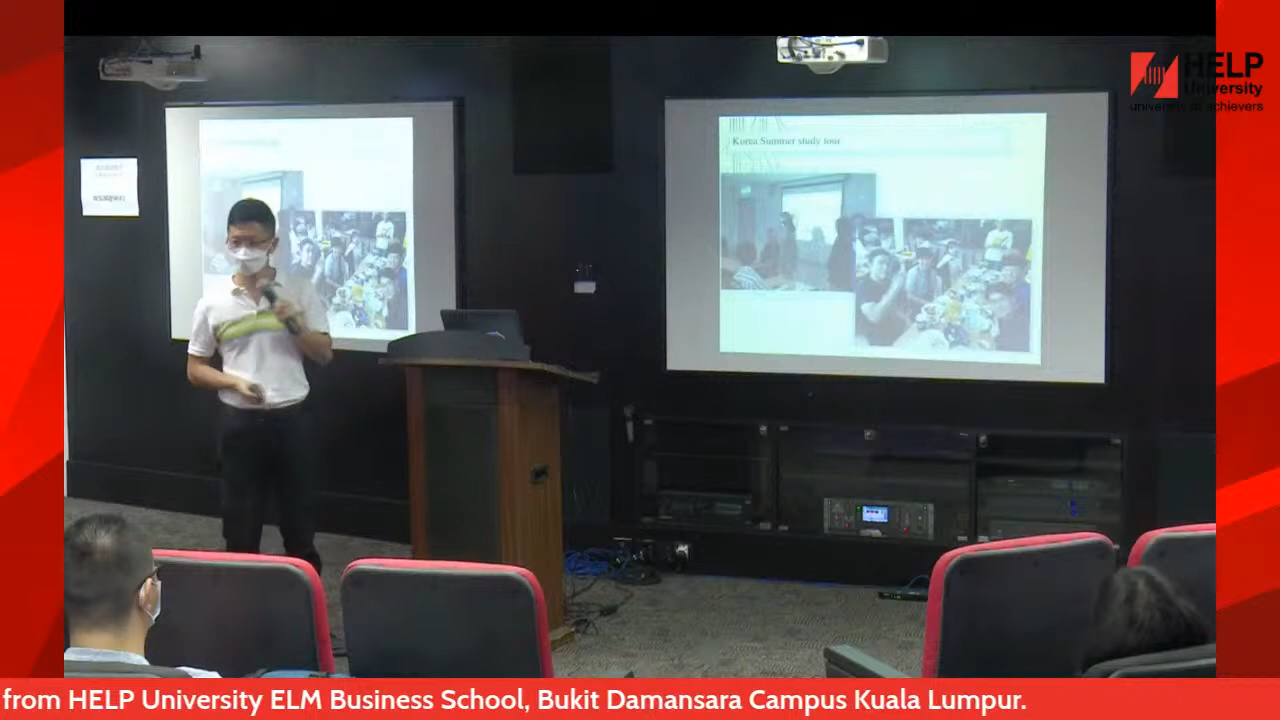 HELP
University
university of achievers
Korea Summer study tour
from HELP University ELM Business School, Bukit Damansara Campus Kuala Lumpur.